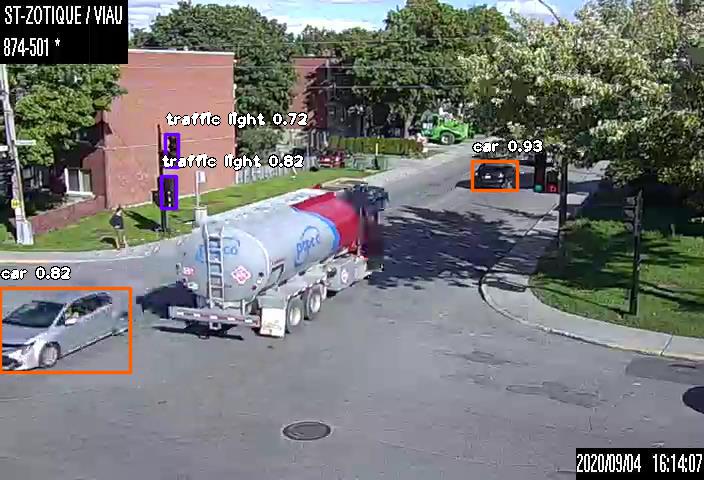 ST-ZOTIQUE / VIAU
874-501 *
traffic light 0.72
traffic light 0.82
car 0.93
car 0.82
pepco
2020/09/04 16:14:07